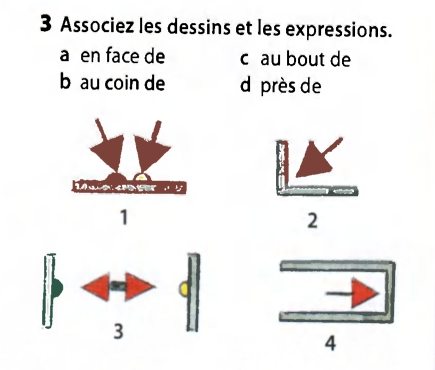 3 Associez les dessins et les expressions.
a en face de
c au bout de
b au coin de
d près de
1
2
3
4